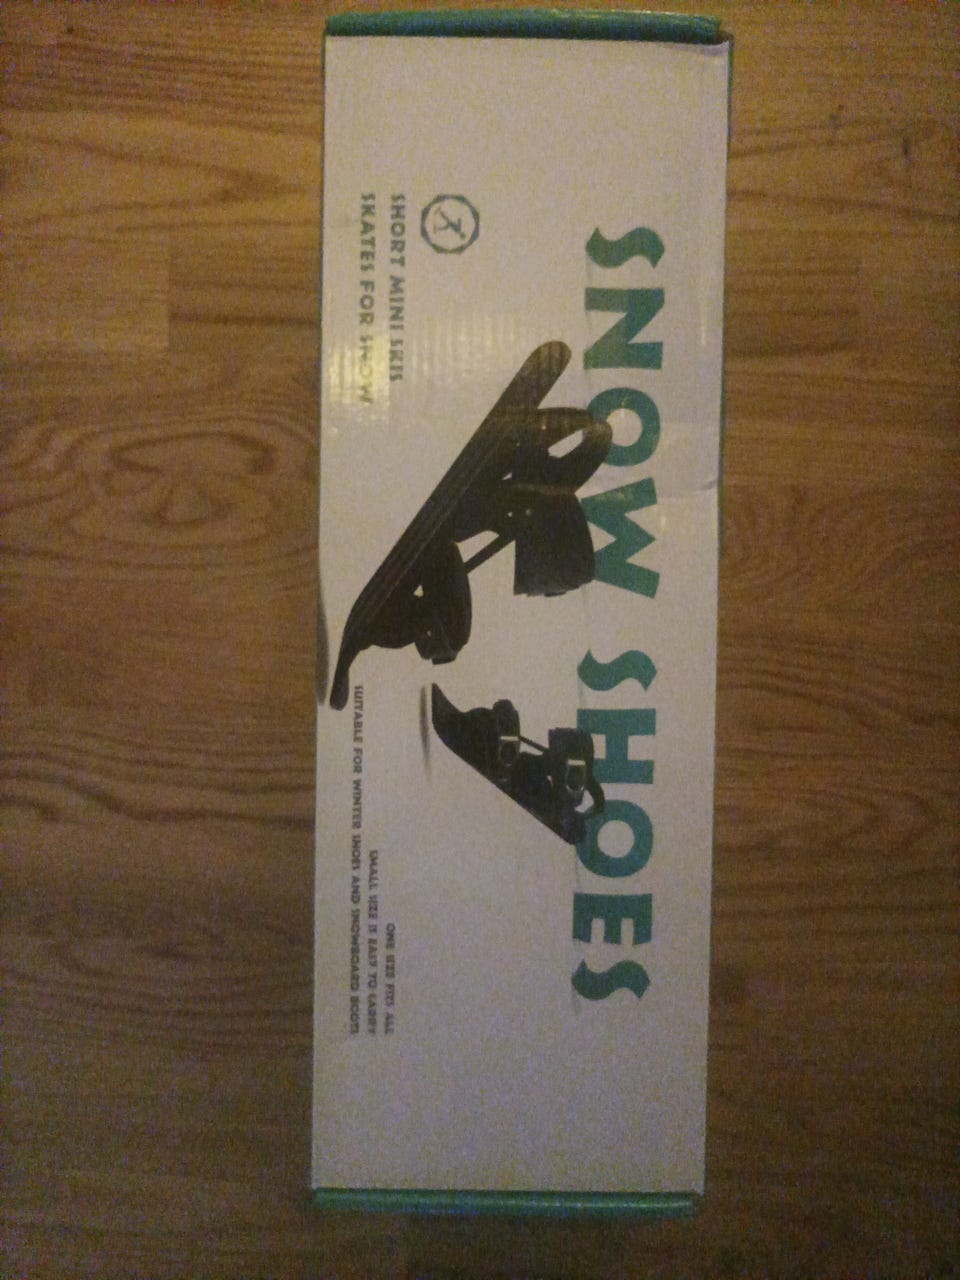 SNOW SHOES
SHORT MINI SKIS
SKATES FOR SNOW
ONE SIZE FITS ALL
SMALL SIZE IS EASY TO CARRY
SUITABLE FOR WINTER SHOES AND SNOWBOARD BOOTS